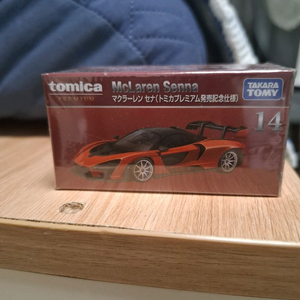 tomica
PREMIUM
McLaren Senna
マクラーレン セナ(トミカプレミアム発売記念仕様)
TAKARA
TOMY
14